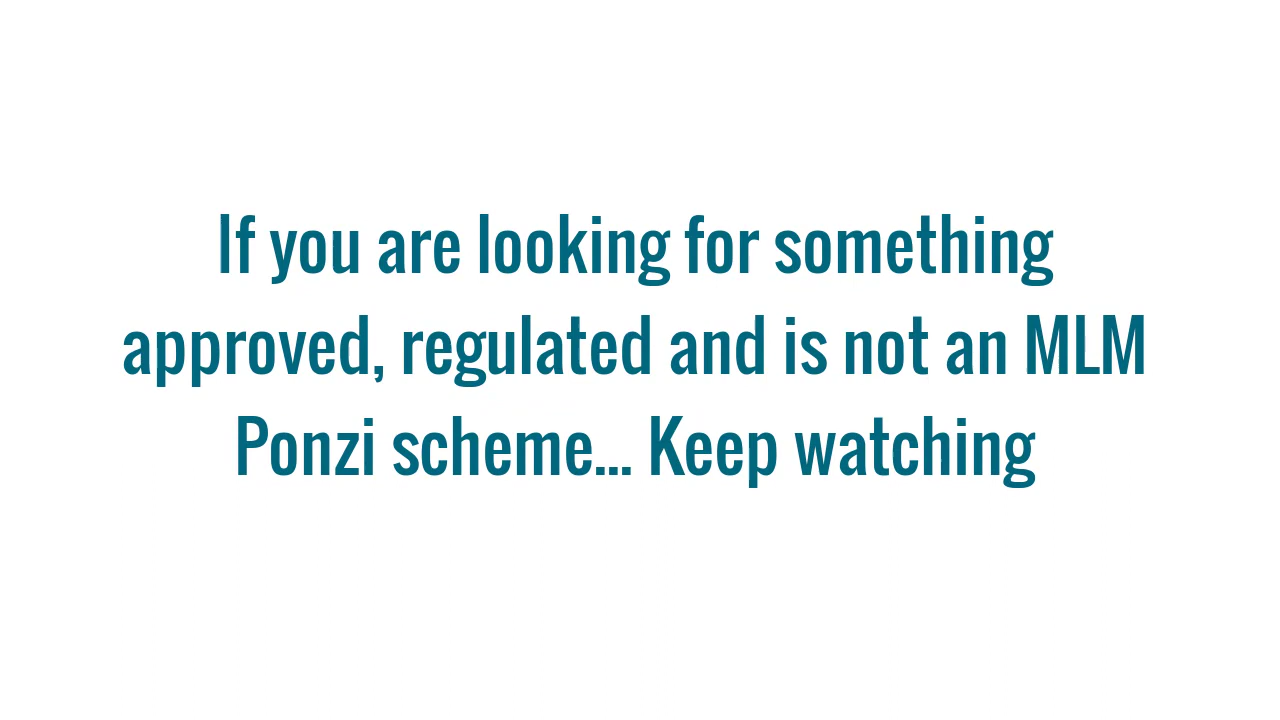 If you are looking for something
approved, regulated and is not an MLM
Ponzi scheme... Keep watching